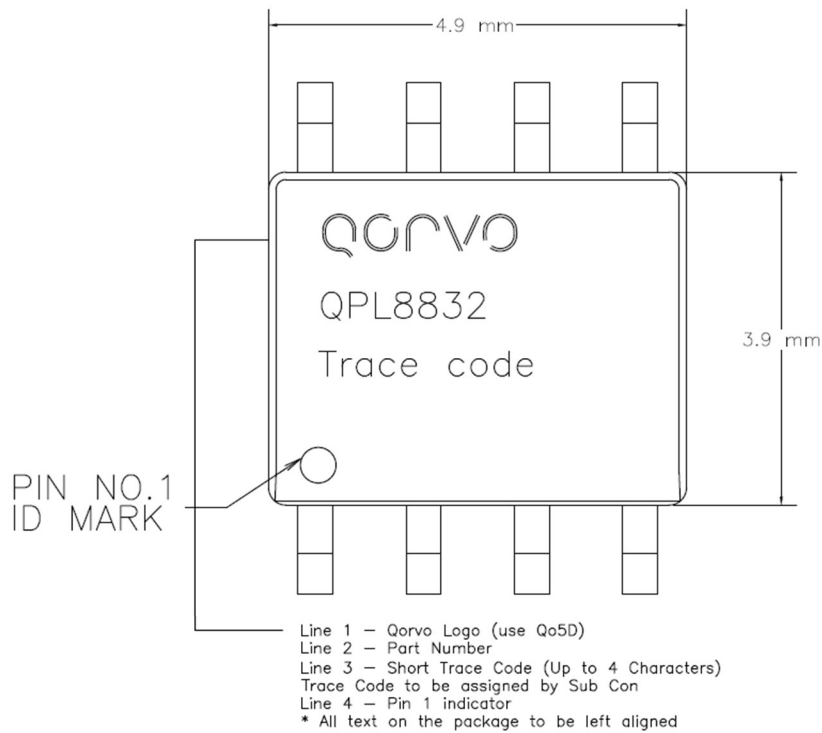 4.9 mm
QORVO
QPL8832
Trace code
3.9 mm
PIN NO.1
ID MARK
Line 1 – Qorvo Logo (use Qo5D)
Line 2 – Part Number
Line 3 – Short Trace Code (Up to 4 Characters)
Trace Code to be assigned by Sub Con
Line 4 – Pin 1 indicator
* All text on the package to be left aligned